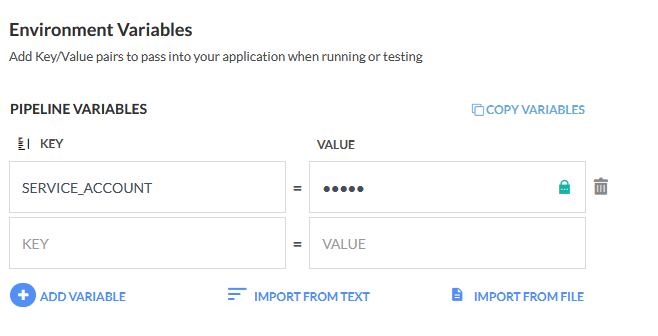 Environment Variables
Add Key/Value pairs to pass into your application when running or testing
PIPELINE VARIABLES COPY VARIABLES
KEY VALUE
SERVICE_ACCOUNT = •••••
KEY = VALUE
ADD VARIABLE IMPORT FROM TEXT IMPORT FROM FILE